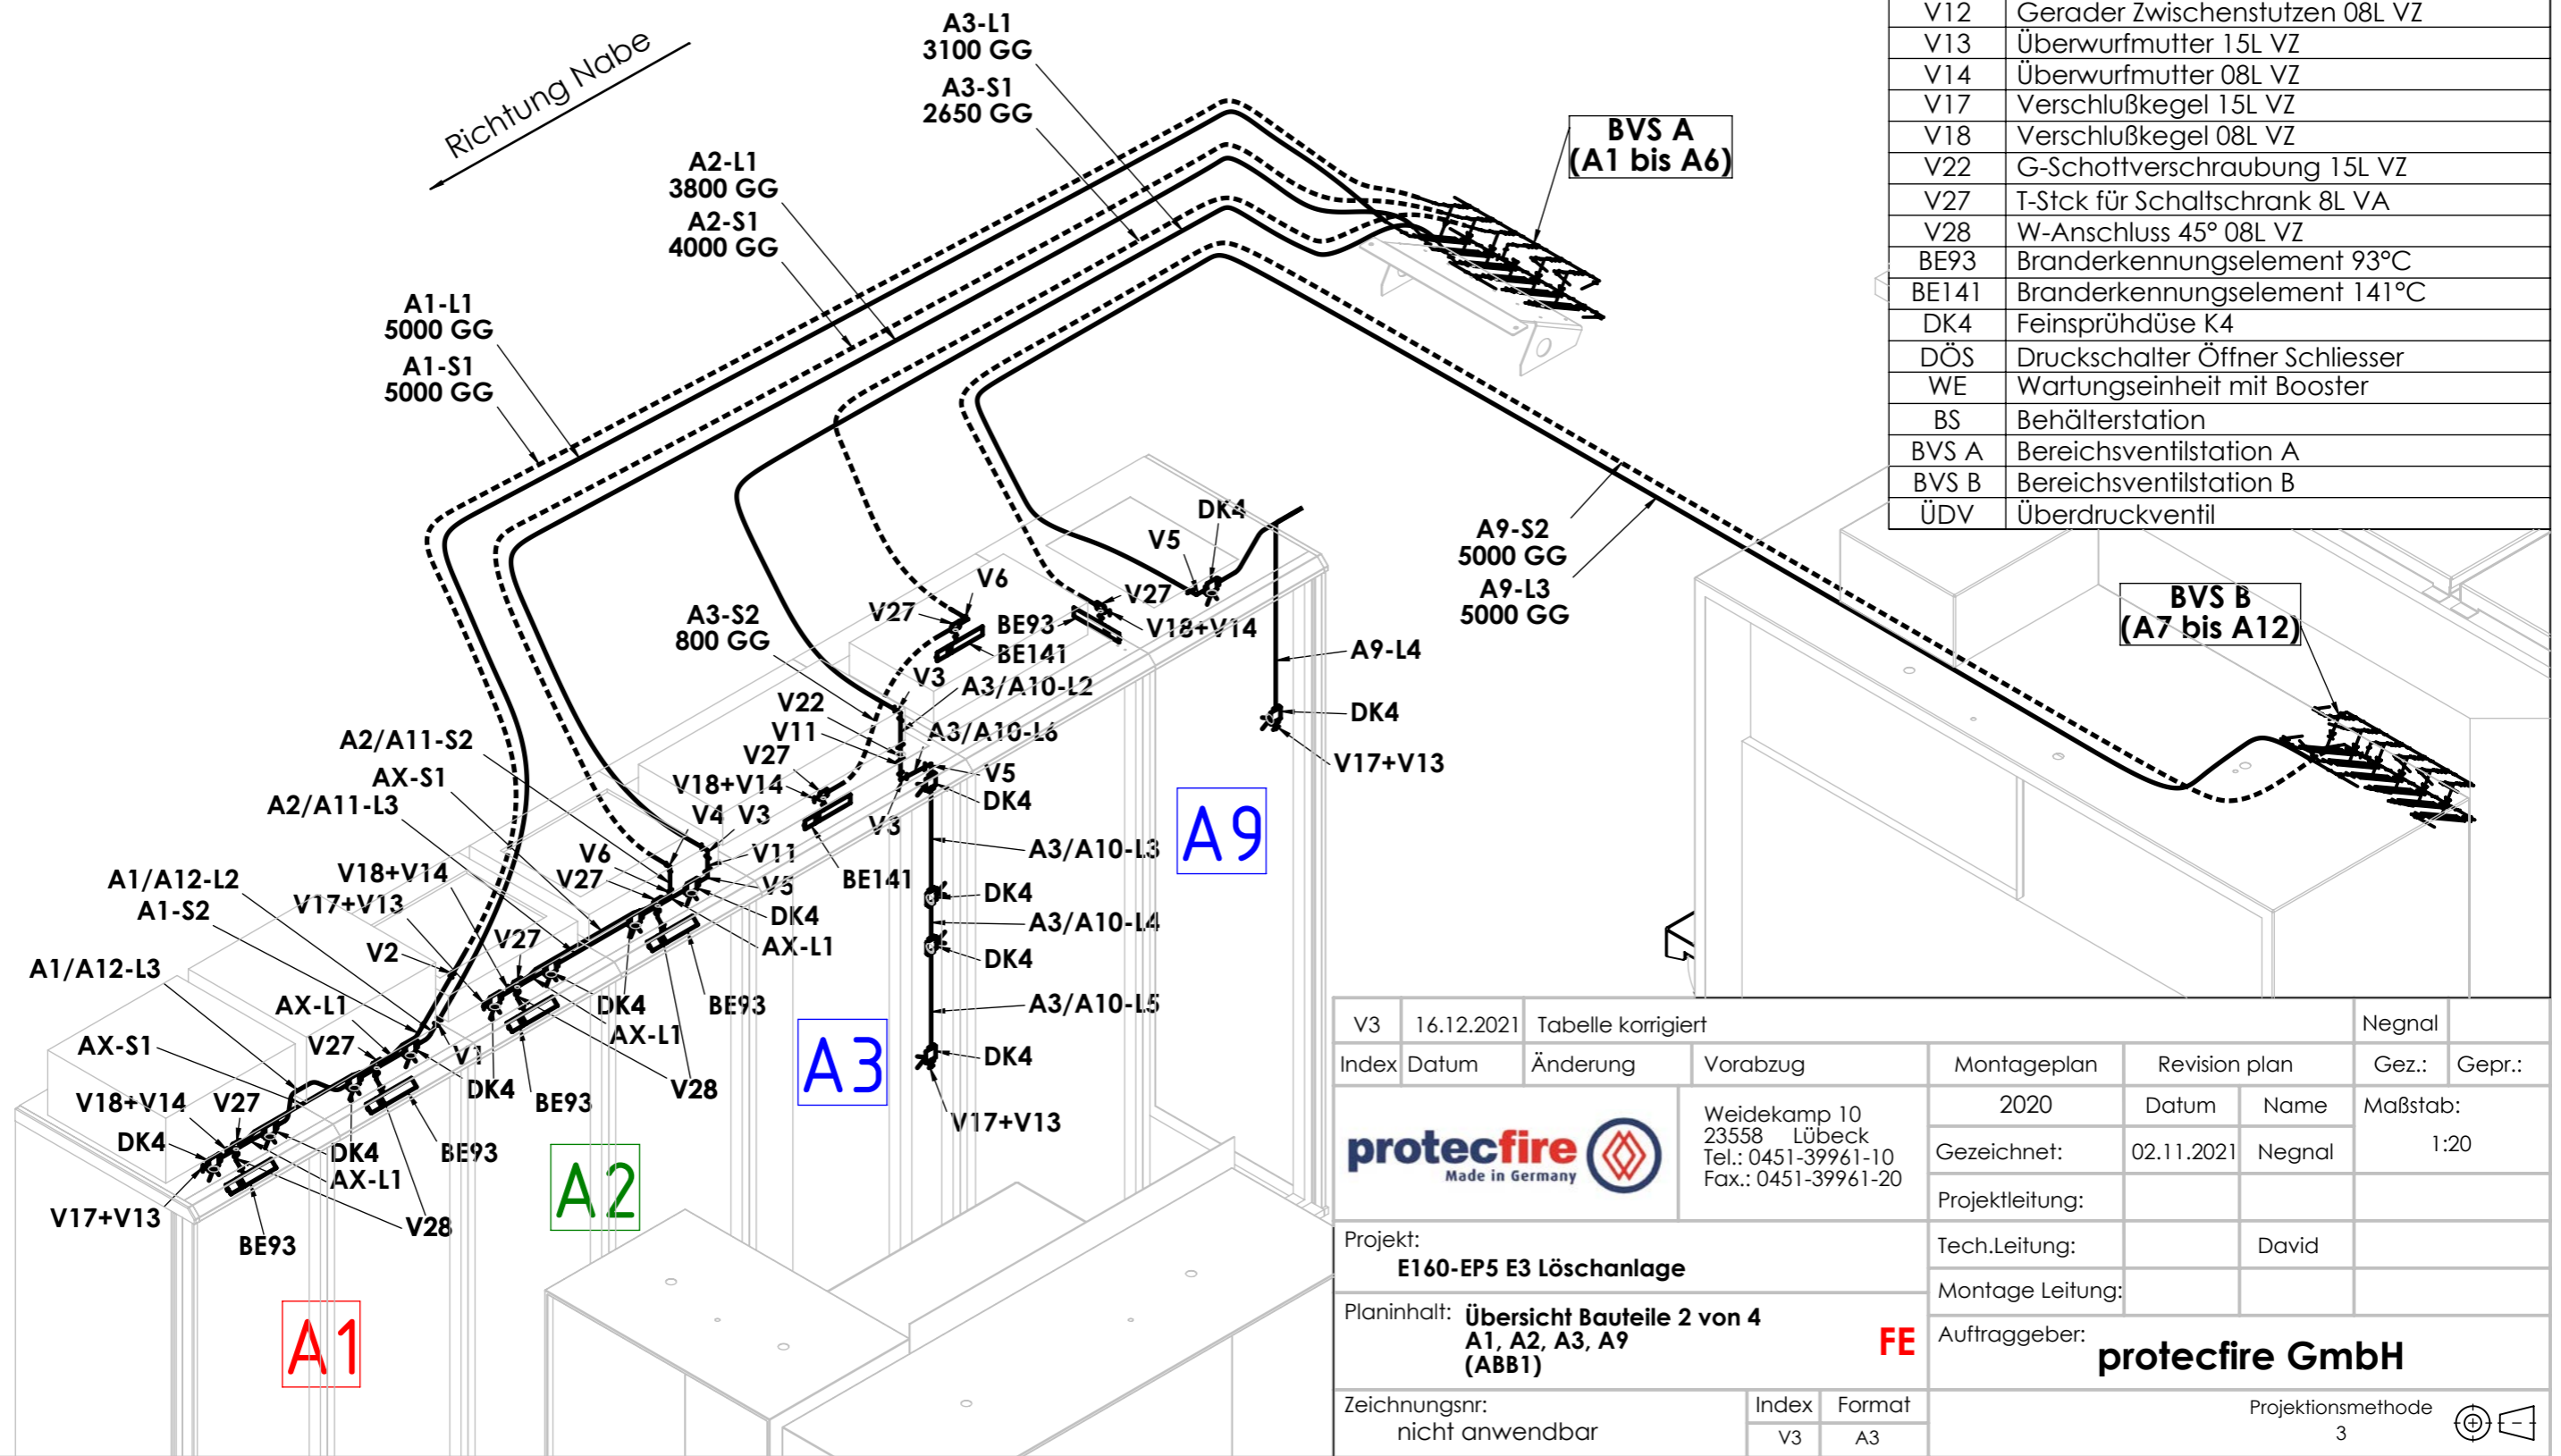 Richtung Nabe
A3-L1
3100 GG
A3-S1
2650 GG
A2-L1
3800 GG
A2-S1
4000 GG
A1-L1
5000 GG
A1-S1
5000 GG
BVS A
(A1 bis A6)
V12 Gerader Zwischenstutzen 08L VZ
V13 Überwurfmutter 15L VZ
V14 Überwurfmutter 08L VZ
V17 Verschlußkegel 15L VZ
V18 Verschlußkegel 08L VZ
V22 G-Schottverschraubung 15L VZ
V27 T-Stck für Schaltschrank 8L VA
V28 W-Anschluss 45° 08L VZ
BE93 Branderkennungselement 93°C
BE141 Branderkennungselement 141°C
DK4 Feinsprühdüse K4
DÖS Druckschalter Öffner Schliesser
WE Wartungseinheit mit Booster
BS Behälterstation
BVS A Bereichsventilstation A
BVS B Bereichsventilstation B
ÜDV Überdruckventil
A9-S2
5000 GG
A9-L3
5000 GG
BVS B
(A7 bis A12)
DK4
V5
V6
V27
V27
BE93
V18+V14
BE141
A3-S2
800 GG
A9-L4
DK4
V17+V13
V3
A3/A10-L2
V22
V11
A3/A10-L6
V27
V5
V18+V14
DK4
V3
BE141
A3/A10-L3
DK4
A3/A10-L4
DK4
A3/A10-L5
DK4
V17+V13
A9
A3
A2/A11-S2
AX-S1
A2/A11-L3
V4
V3
V6
V11
V27
V5
DK4
AX-L1
V18+V14
V17+V13
V27
BE93
DK4
AX-L1
V28
BE93
A1/A12-L2
A1-S2
V2
A1/A12-L3
AX-L1
AX-S1
V27
V1
DK4
V18+V14
V27
DK4
DK4
AX-L1
BE93
V17+V13
V28
BE93
A2
A1
V3 16.12.2021 Tabelle korrigiert Negnal
Index Datum Änderung Vorabzug Montageplan Revision plan Gez.: Gepr.:
protecfire
Made in Germany
Weidekamp 10
23558 Lübeck
Tel.: 0451-39961-10
Fax.: 0451-39961-20
2020 Datum Name Maßstab:
Gezeichnet: 02.11.2021 Negnal 1:20
Projektleitung:
Projekt:
E160-EP5 E3 Löschanlage
Tech.Leitung: David
Montage Leitung:
Planinhalt: Übersicht Bauteile 2 von 4
A1, A2, A3, A9
(ABB1)
FE
Auftraggeber:
protecfire GmbH
Zeichnungsnr:
nicht anwendbar
Index Format
V3 A3
Projektionsmethode
3